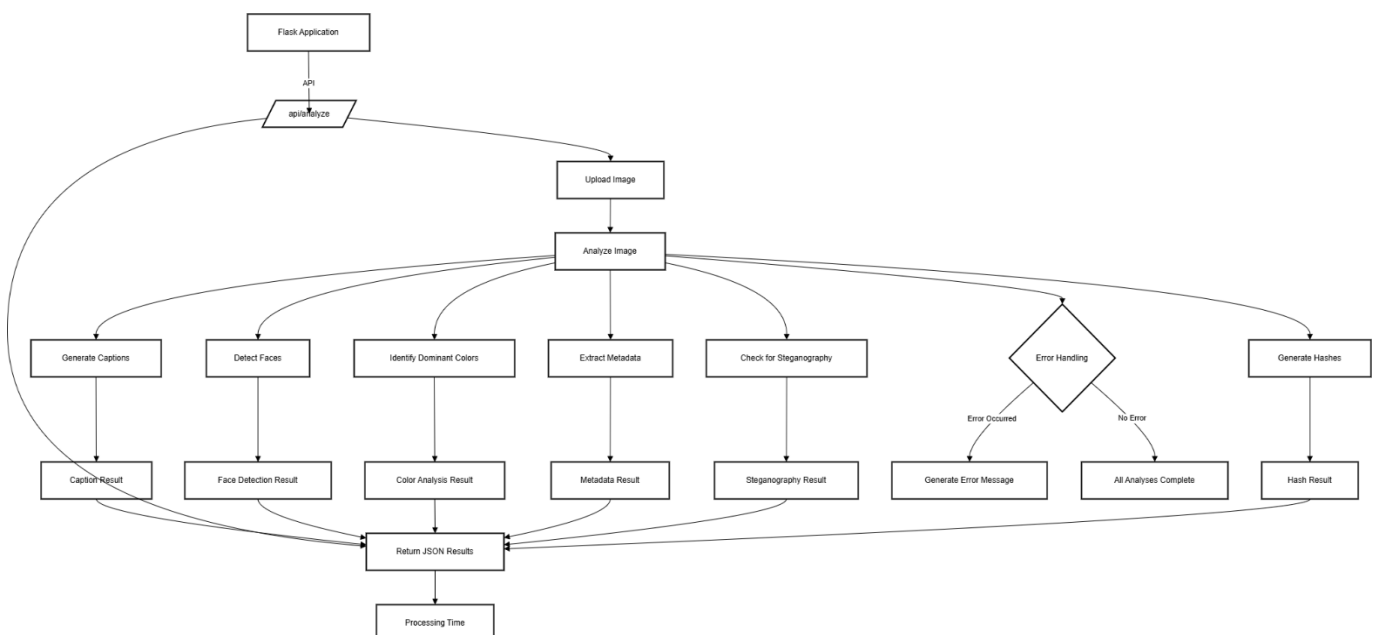 Flask Application
API
api/analyze
Upload Image
Analyze Image
Generate Captions
Detect Faces
Identify Dominant Colors
Extract Metadata
Check for Steganography
Error Handling
Generate Hashes
Error Occurred
No Error
Caption Result
Face Detection Result
Color Analysis Result
Metadata Result
Steganography Result
Generate Error Message
All Analyses Complete
Hash Result
Return JSON Results
Processing Time